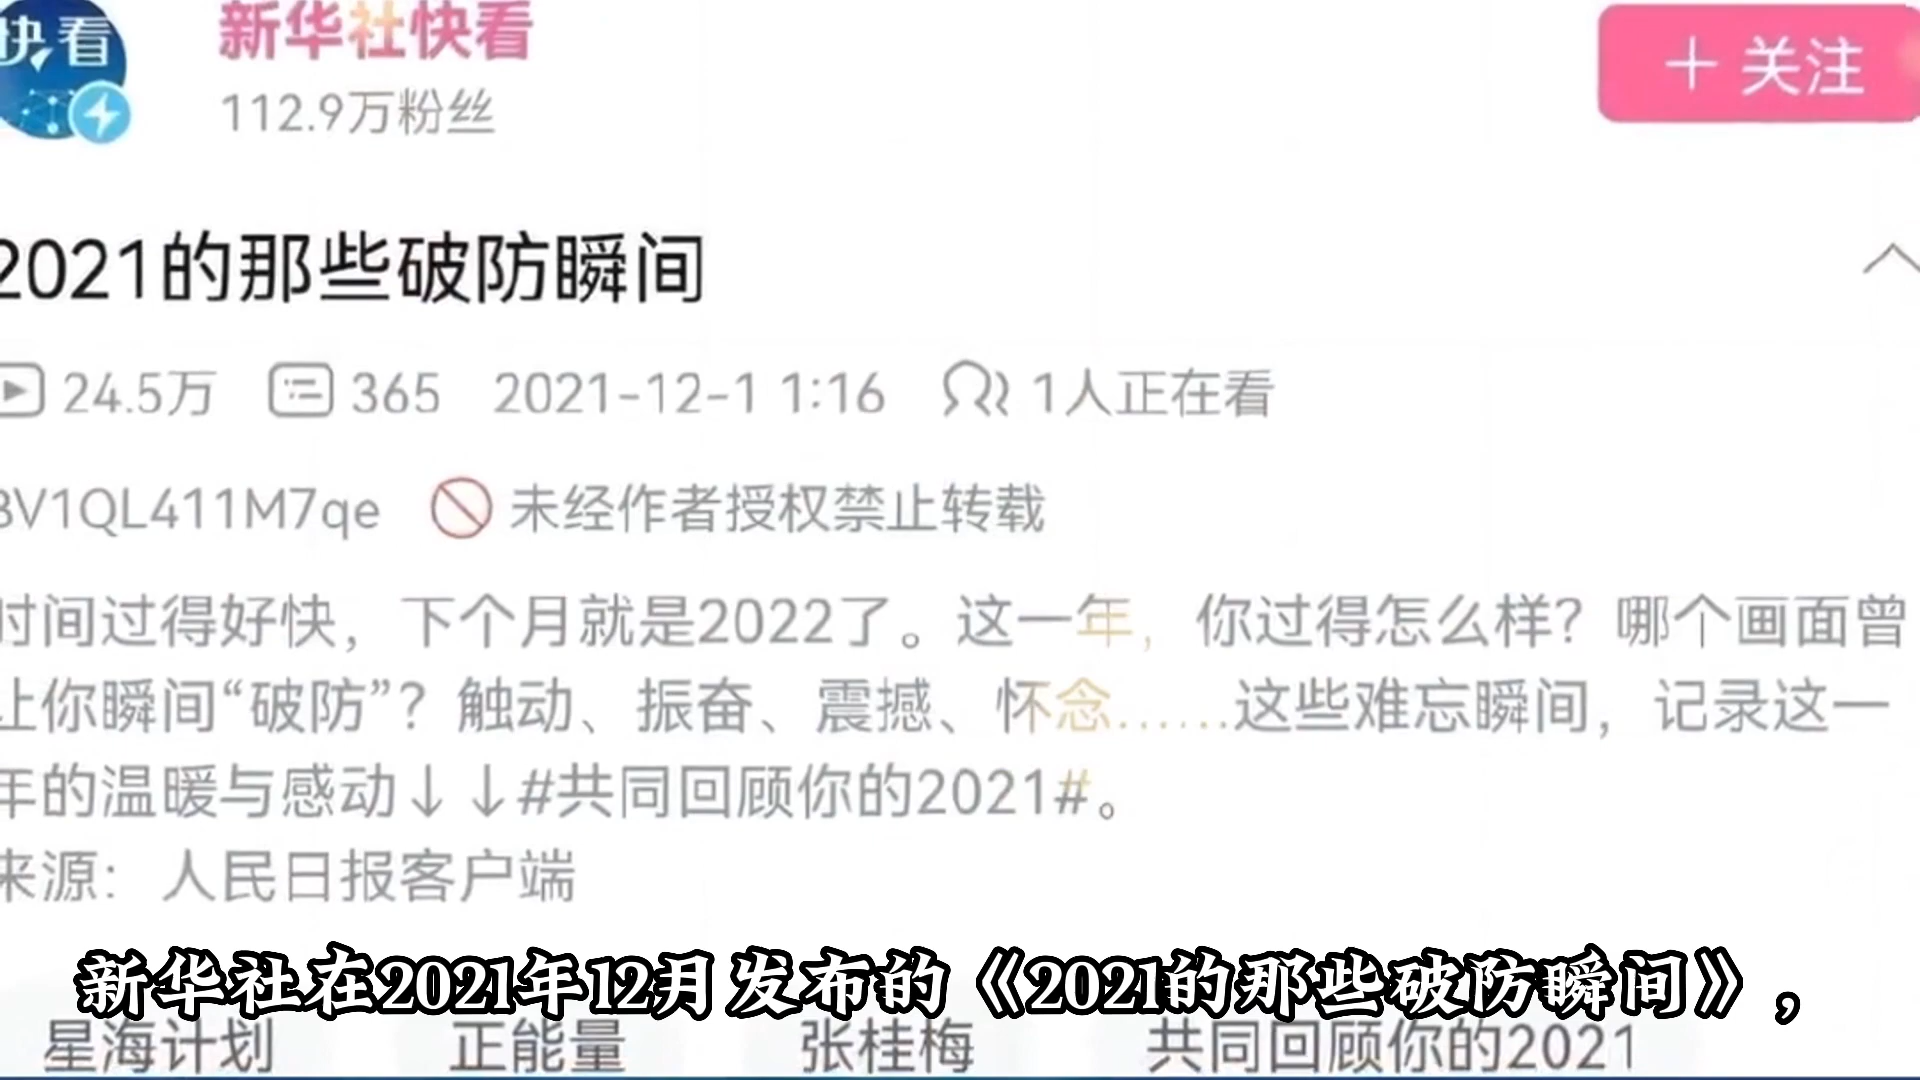 快看
新华社快看
112.9万粉丝
+ 关注
2021的那些破防瞬间
24.5万 365 2021-12-1 1:16 1人正在看
BV1QL411M7qe 未经作者授权禁止转载
时间过得好快，下个月就是2022了。这一年，你过得怎么样？哪个画面曾
让你瞬间“破防”？触动、振奋、震撼、怀念……这些难忘瞬间，记录这一
年的温暖与感动↓↓#共同回顾你的2021#。
来源：人民日报客户端
新华社在2021年12月发布的《2021的那些破防瞬间》，
星海计划 正能量 张桂梅 共同回顾你的2021